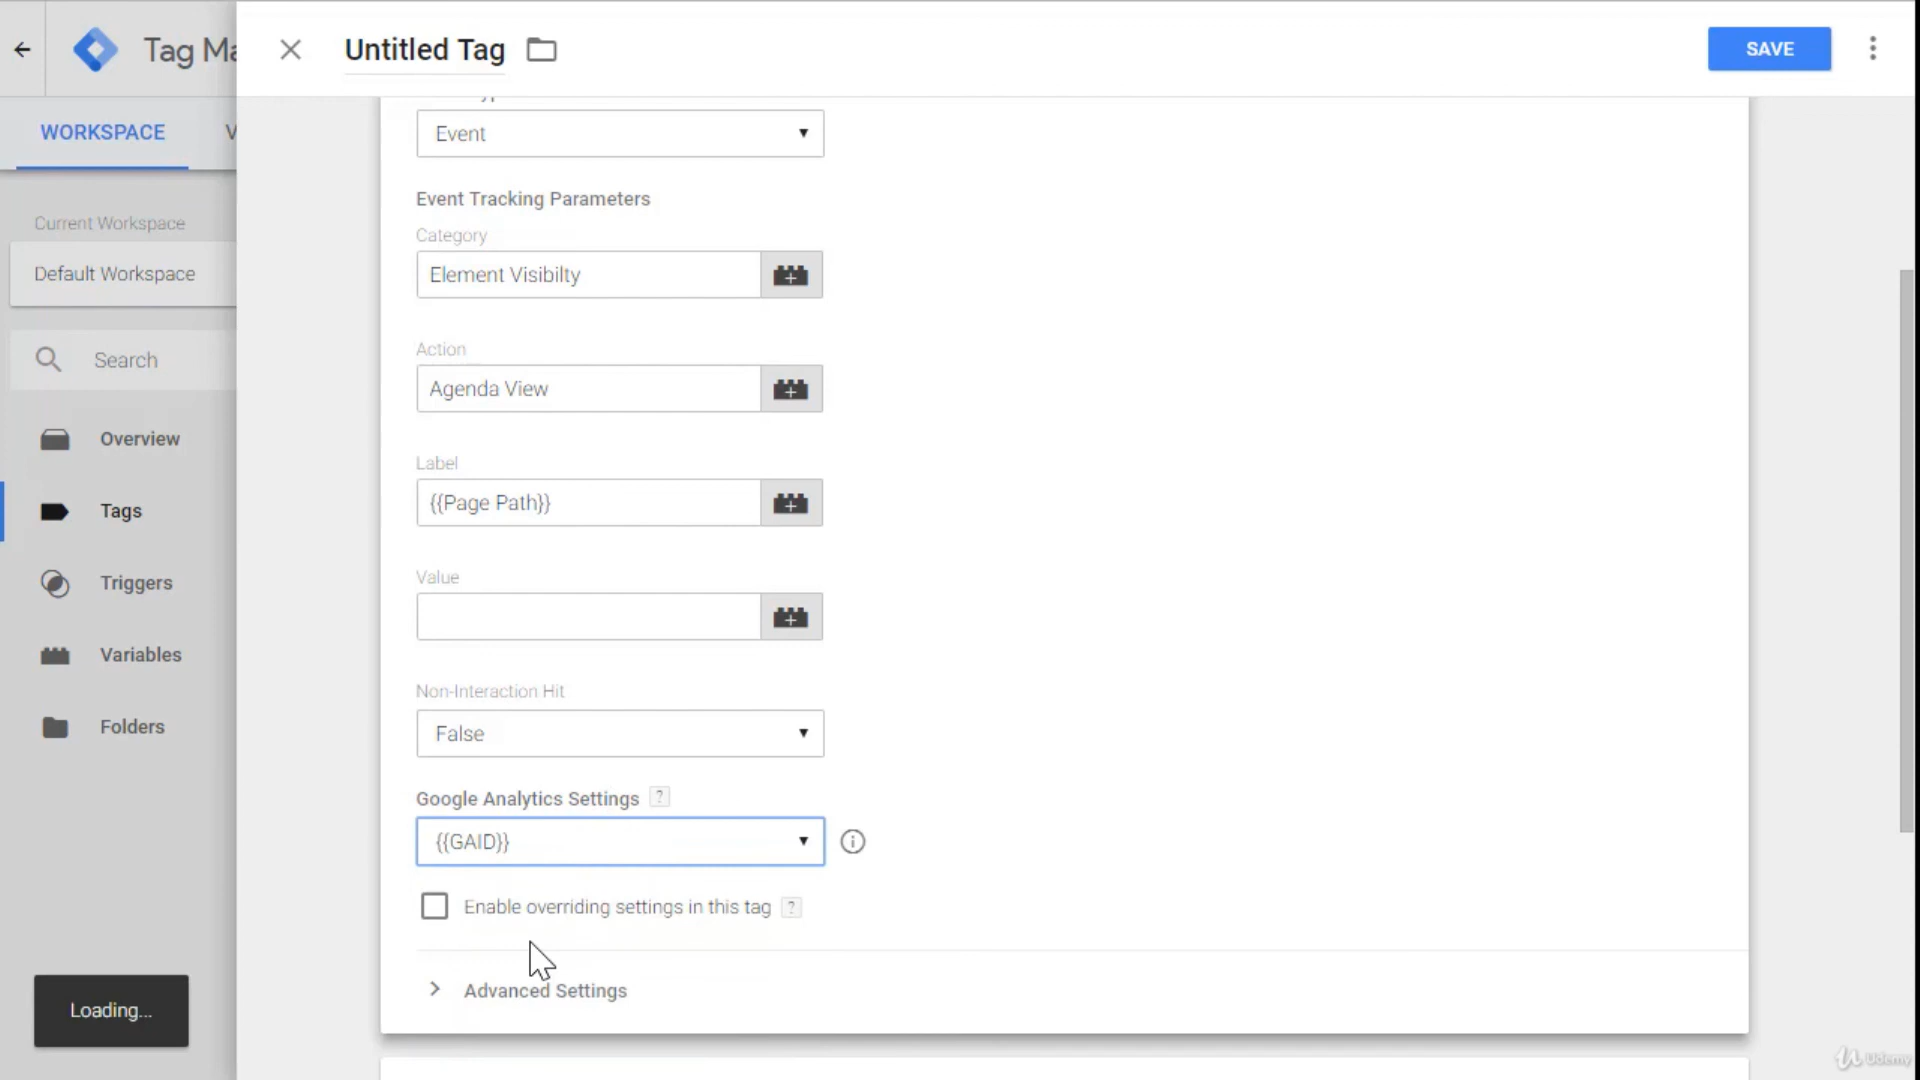 Tag Ma
Untitled Tag
SAVE
WORKSPACE
V
Event
Event Tracking Parameters
Current Workspace
Category
Default Workspace
Element Visibilty
Action
Search
Agenda View
Overview
Label
Tags
{{Page Path}}
Triggers
Value
Variables
Non-Interaction Hit
Folders
False
Google Analytics Settings ?
{{GAID}}
Enable overriding settings in this tag ?
Advanced Settings
Loading...
Udemy